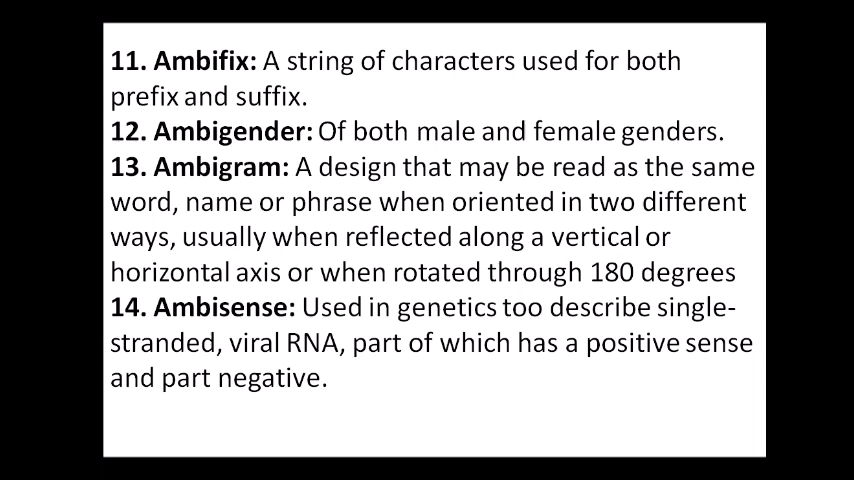 11. Ambifix: A string of characters used for both
prefix and suffix.
12. Ambigender: Of both male and female genders.
13. Ambigram: A design that may be read as the same
word, name or phrase when oriented in two different
ways, usually when reflected along a vertical or
horizontal axis or when rotated through 180 degrees
14. Ambisense: Used in genetics too describe single-
stranded, viral RNA, part of which has a positive sense
and part negative.